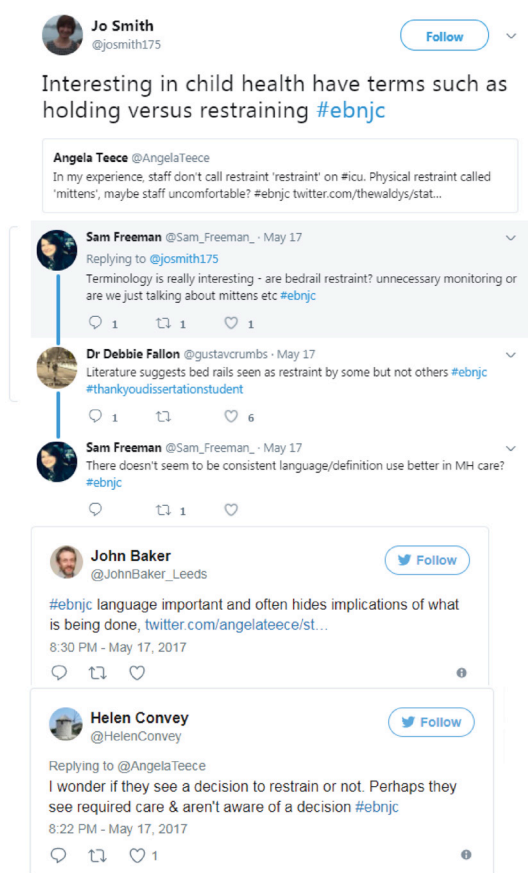 Jo Smith
@josmith175
Follow
Interesting in child health have terms such as
holding versus restraining #ebnjc
Angela Teece @AngelaTeece
In my experience, staff don't call restraint 'restraint' on #icu. Physical restraint called
'mittens', maybe staff uncomfortable? #ebnjc twitter.com/thewaldys/stat...
Sam Freeman @Sam_Freeman_ · May 17
Replying to @josmith175
Terminology is really interesting - are bedrail restraint? unnecessary monitoring or
are we just talking about mittens etc #ebnjc
1 1 1
Dr Debbie Fallon @gustavcrumbs · May 17
Literature suggests bed rails seen as restraint by some but not others #ebnjc
#thankyoudissertationstudent
1 6
Sam Freeman @Sam_Freeman_ · May 17
There doesn't seem to be consistent language/definition use better in MH care?
#ebnjc
1
John Baker
@JohnBaker_Leeds
Follow
#ebnjc language important and often hides implications of what
is being done, twitter.com/angelateece/st...
8:30 PM - May 17, 2017
Helen Convey
@HelenConvey
Follow
Replying to @AngelaTeece
I wonder if they see a decision to restrain or not. Perhaps they
see required care & aren't aware of a decision #ebnjc
8:22 PM - May 17, 2017
1